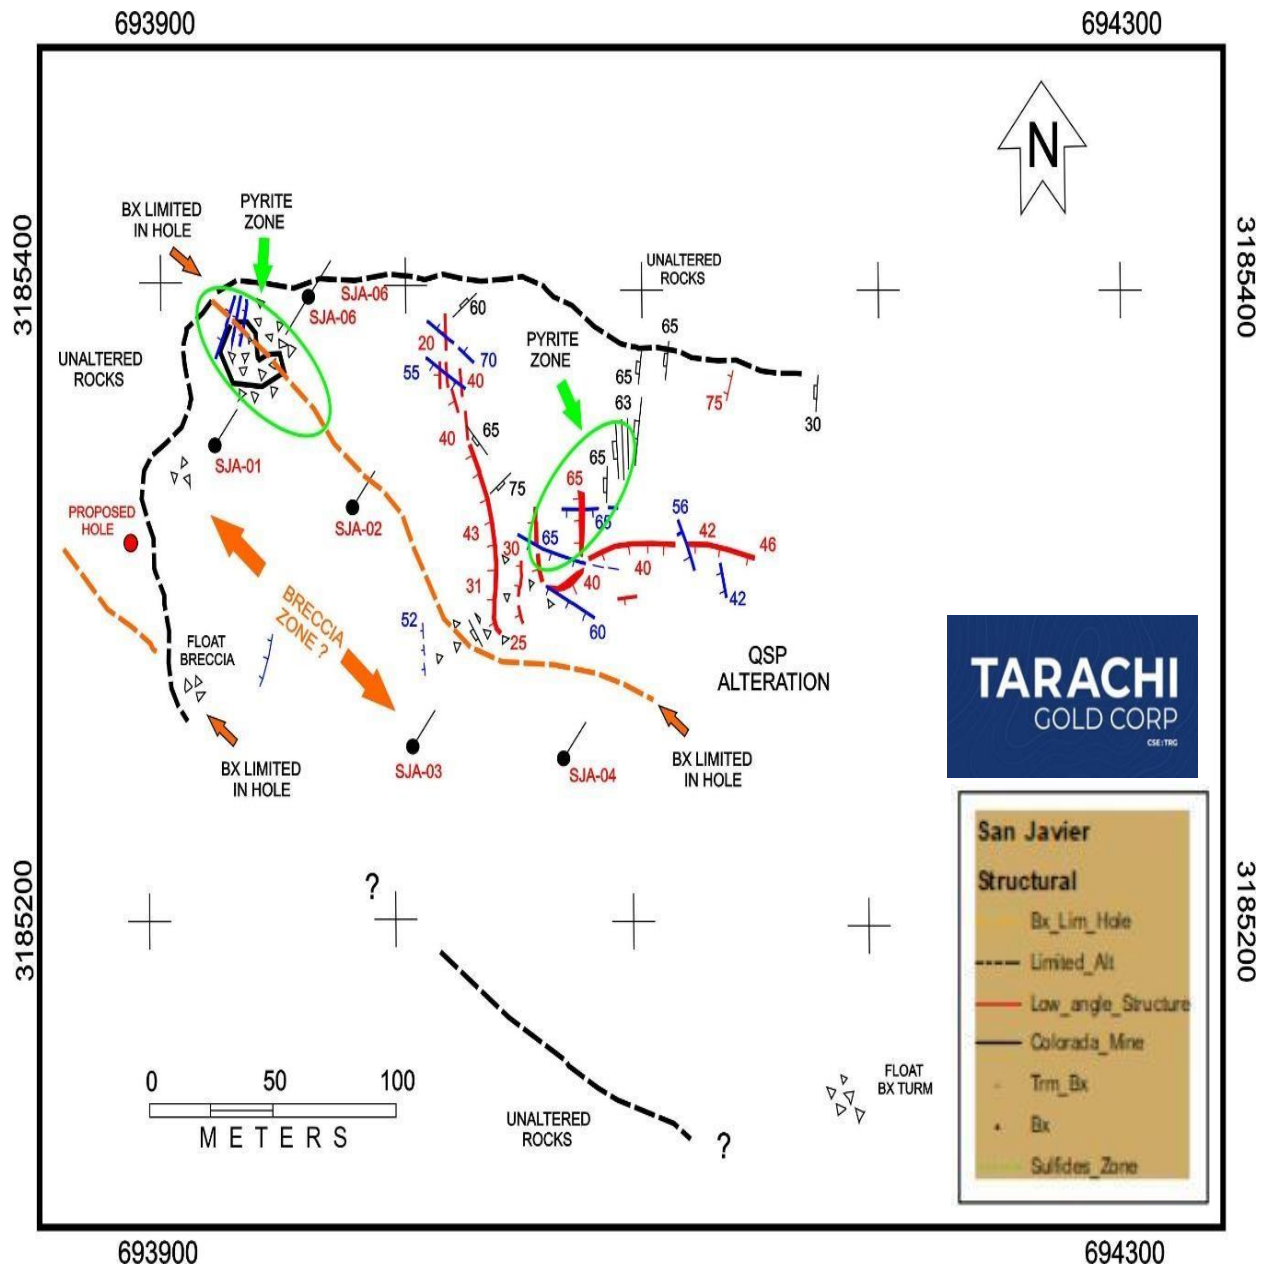 693900
694300
3185400
3185400
N
BX LIMITED
IN HOLE
PYRITE
ZONE
UNALTERED
ROCKS
SJA-06
SJA-06
60
65
PYRITE
ZONE
20
70
UNALTERED
ROCKS
55
40
65
75
63
30
40
65
SJA-01
65
75
65
PROPOSED
HOLE
SJA-02
56
65
43
30
65
42
46
40
31
40
42
BRECCIA
ZONE ?
52
60
FLOAT
BRECCIA
25
QSP
ALTERATION
TARACHI
GOLD CORP
CSE:TRG
BX LIMITED
IN HOLE
SJA-03
SJA-04
BX LIMITED
IN HOLE
San Javier
Structural
Bx_Lim_Hole
Limited_Alt
Low_angle_Structure
Colorada_Mine
Trm_Bx
Bx
Sulfides_Zone
3185200
3185200
?
0 50 100
METERS
UNALTERED
ROCKS
?
FLOAT
BX TURM
693900
694300